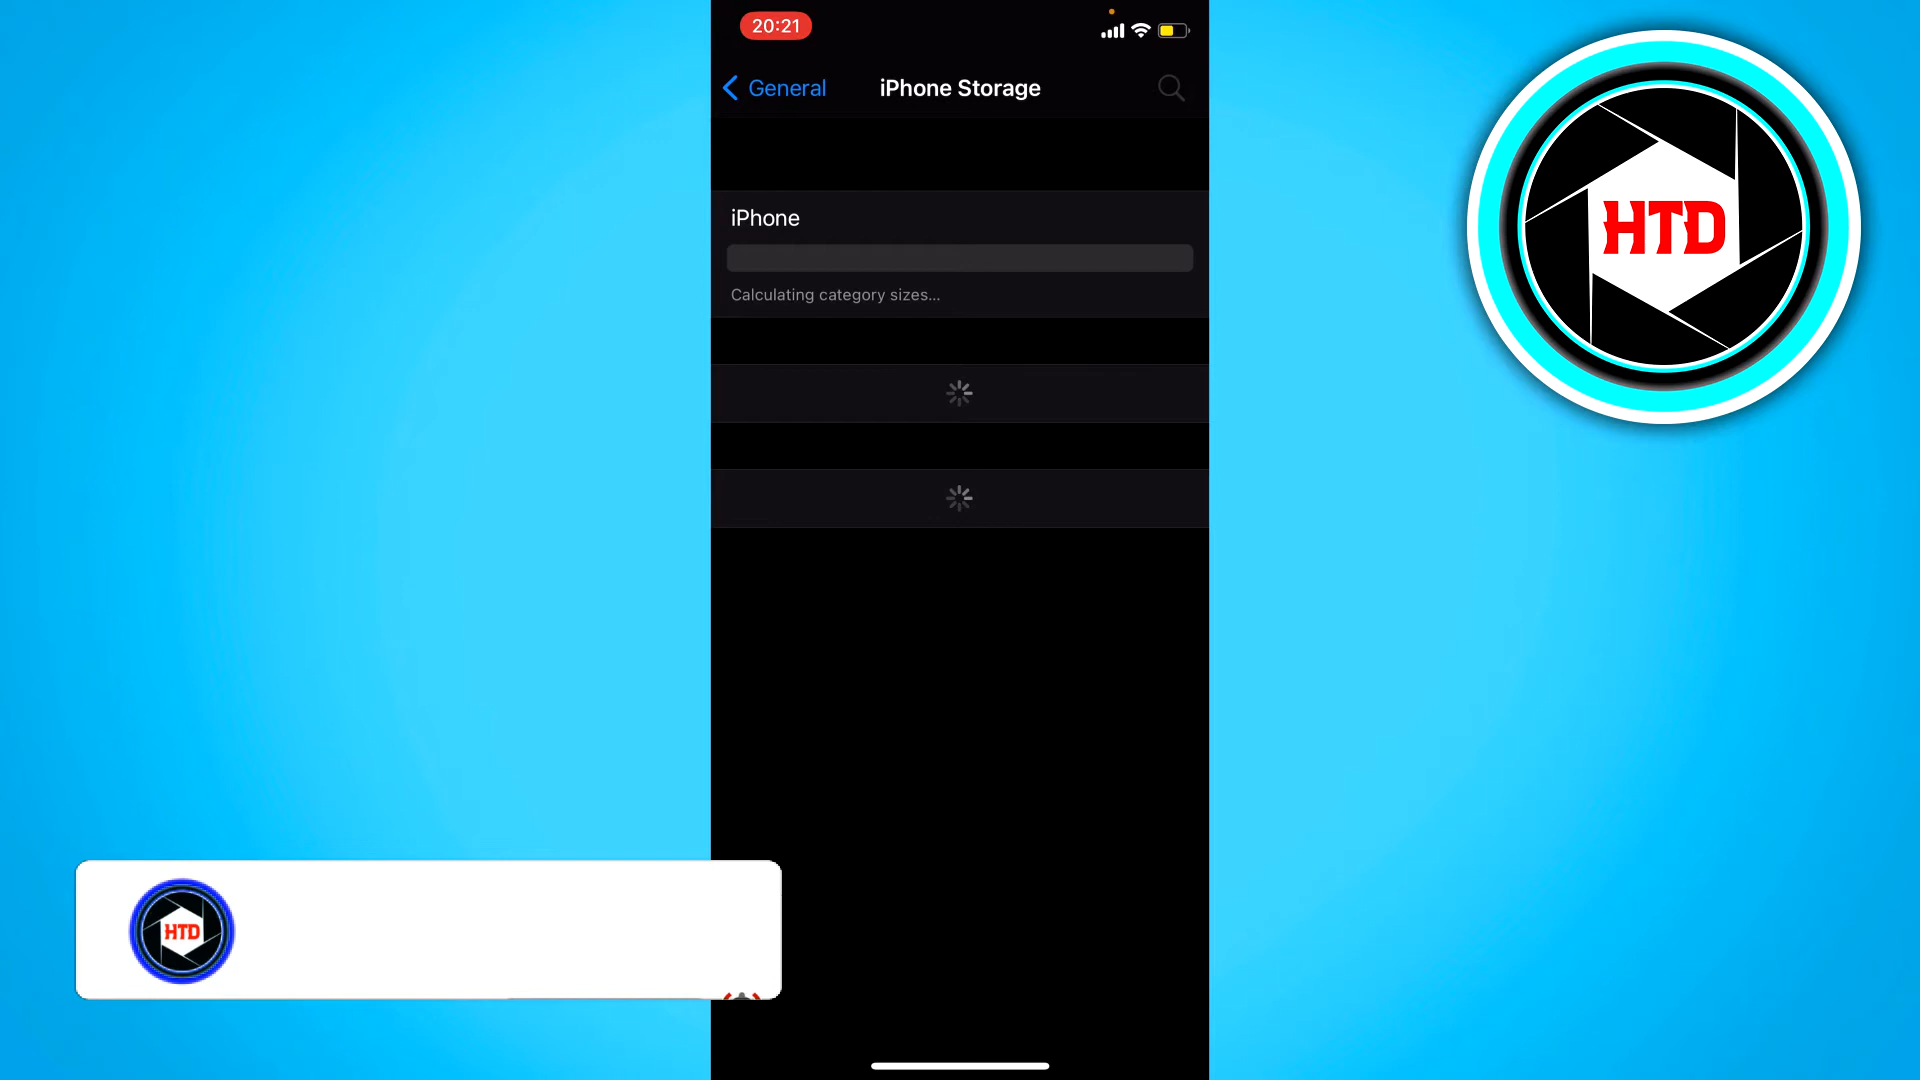 20:21
General
iPhone Storage
iPhone
Calculating category sizes...
HTD
HTD